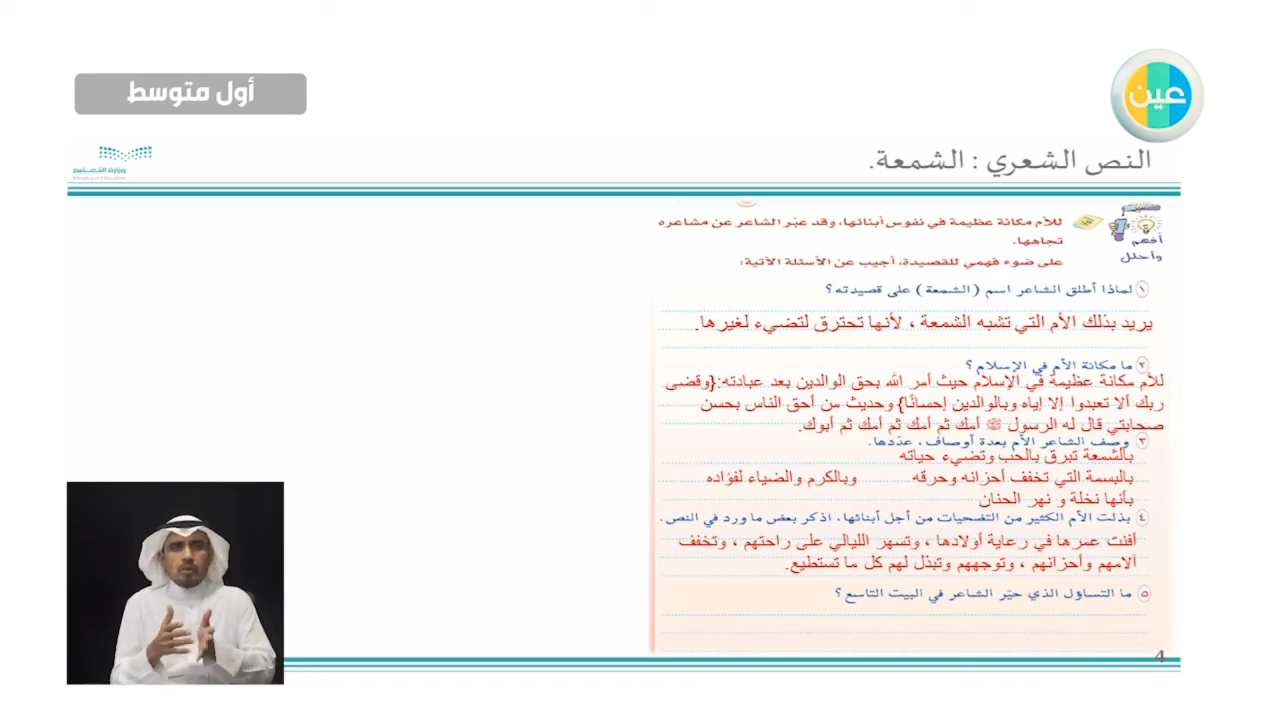 أول متوسط
عين
النص الشعري : الشمعة.
وزارة التعليم
Ministry of Education
أفهم
وأحلل
للأم مكانة عظيمة في نفوس أبنائها، وقد عبّر الشاعر عن مشاعره
تجاهها.
على ضوء فهمي للقصيدة، أجيب عن الأسئلة الآتية:
١ لماذا أطلق الشاعر اسم (الشمعة) على قصيدته؟
يريد بذلك الأم التي تشبه الشمعة ، لأنها تحترق لتضيء لغيرها.
٢ ما مكانة الأم في الإسلام ؟
للأم مكانة عظيمة في الإسلام حيث أمر الله بحق الوالدين بعد عبادته:{وقضى
ربك ألا تعبدوا إلا إياه وبالوالدين إحسانًا} وحديث من أحق الناس بحسن
صحابتي قال له الرسول ﷺ أمك ثم أمك ثم أمك ثم أبوك.
٣ وصف الشاعر الأم بعدة أوصاف ، عدّدها.
بالشمعة تبرق بالحب وتضيء حياته
بالبسمة التي تخفف أحزانه وحرقه وبالكرم والضياء لفؤاده
بأنها نخلة و نهر الحنان
٤ بذلت الأم الكثير من التضحيات من أجل أبنائها، اذكر بعض ما ورد في النص.
أفنت عمرها في رعاية أولادها ، وتسهر الليالي على راحتهم ، وتخفف
آلامهم وأحزانهم ، وتوجههم وتبذل لهم كل ما تستطيع.
٥ ما التساؤل الذي حيّر الشاعر في البيت التاسع ؟
4